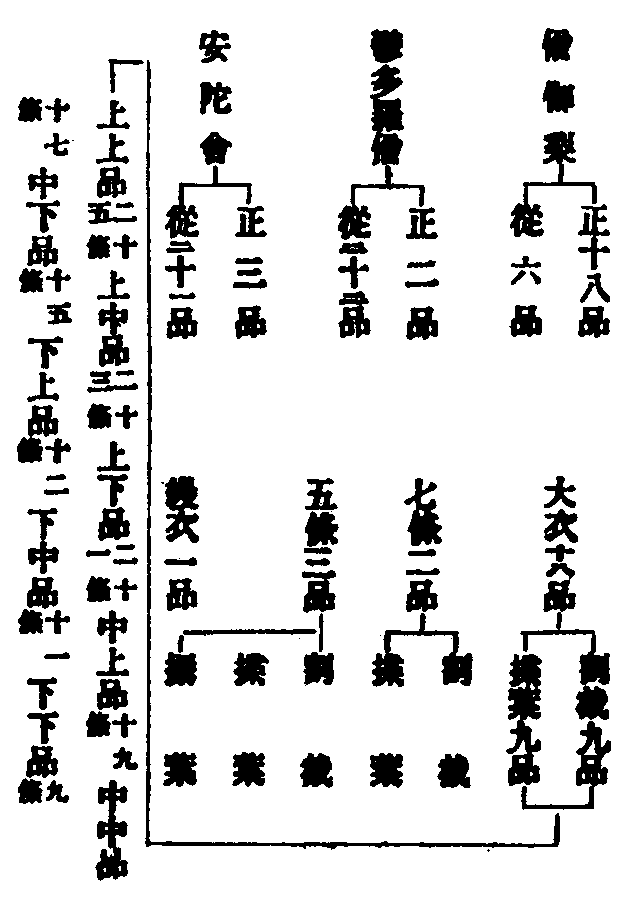 僧伽梨
正十八品
從六品
鬱多羅僧
正二品
從二十二品
安陀會
正三品
從二十一品
大衣十八品
割截九品
揲葉九品
七條二品
割截
揲葉
五條三品
割截
揲葉
攝葉
縵衣一品
上上品二十五條上中品二十三條上下品二十一條中上品十九條中中品
十七條中下品十五條下上品十二條下中品十一條下下品九條